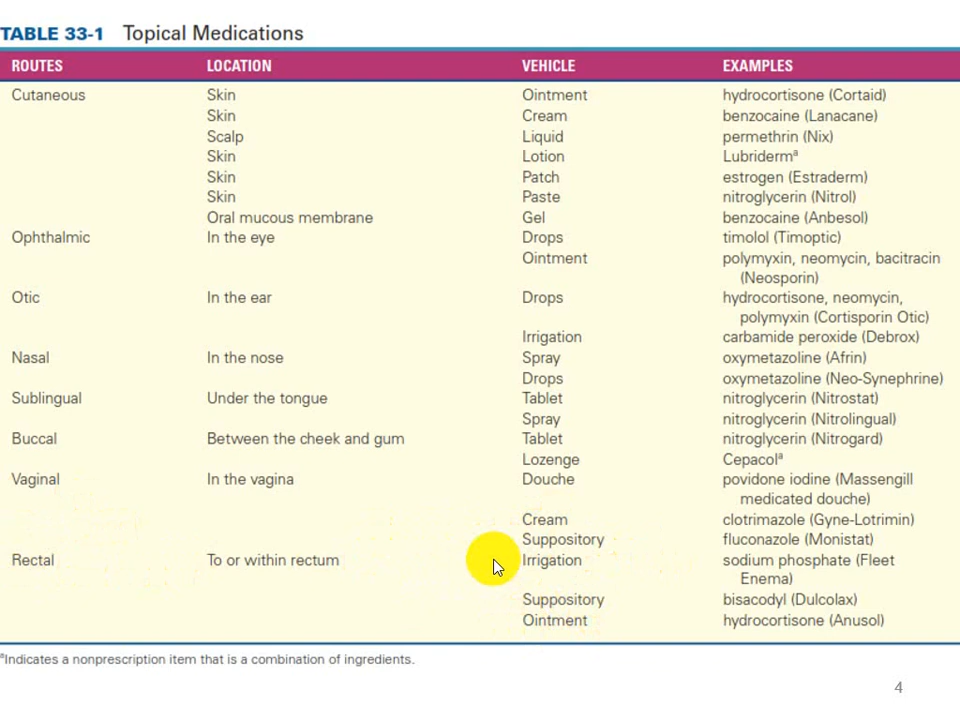 TABLE 33-1 Topical Medications
ROUTES LOCATION VEHICLE EXAMPLES
Cutaneous Skin Ointment hydrocortisone (Cortaid)
Skin Cream benzocaine (Lanacane)
Scalp Liquid permethrin (Nix)
Skin Lotion Lubridermª
Skin Patch estrogen (Estraderm)
Skin Paste nitroglycerin (Nitrol)
Oral mucous membrane Gel benzocaine (Anbesol)
Ophthalmic In the eye Drops timolol (Timoptic)
Ointment polymyxin, neomycin, bacitracin
(Neosporin)
Otic In the ear Drops hydrocortisone, neomycin,
polymyxin (Cortisporin Otic)
Irrigation carbamide peroxide (Debrox)
Nasal In the nose Spray oxymetazoline (Afrin)
Drops oxymetazoline (Neo-Synephrine)
Sublingual Under the tongue Tablet nitroglycerin (Nitrostat)
Spray nitroglycerin (Nitrolingual)
Buccal Between the cheek and gum Tablet nitroglycerin (Nitrogard)
Lozenge Cepacolª
Vaginal In the vagina Douche povidone iodine (Massengill
medicated douche)
Cream clotrimazole (Gyne-Lotrimin)
Suppository fluconazole (Monistat)
Rectal To or within rectum Irrigation sodium phosphate (Fleet
Enema)
Suppository bisacodyl (Dulcolax)
Ointment hydrocortisone (Anusol)
ªIndicates a nonprescription item that is a combination of ingredients.
4